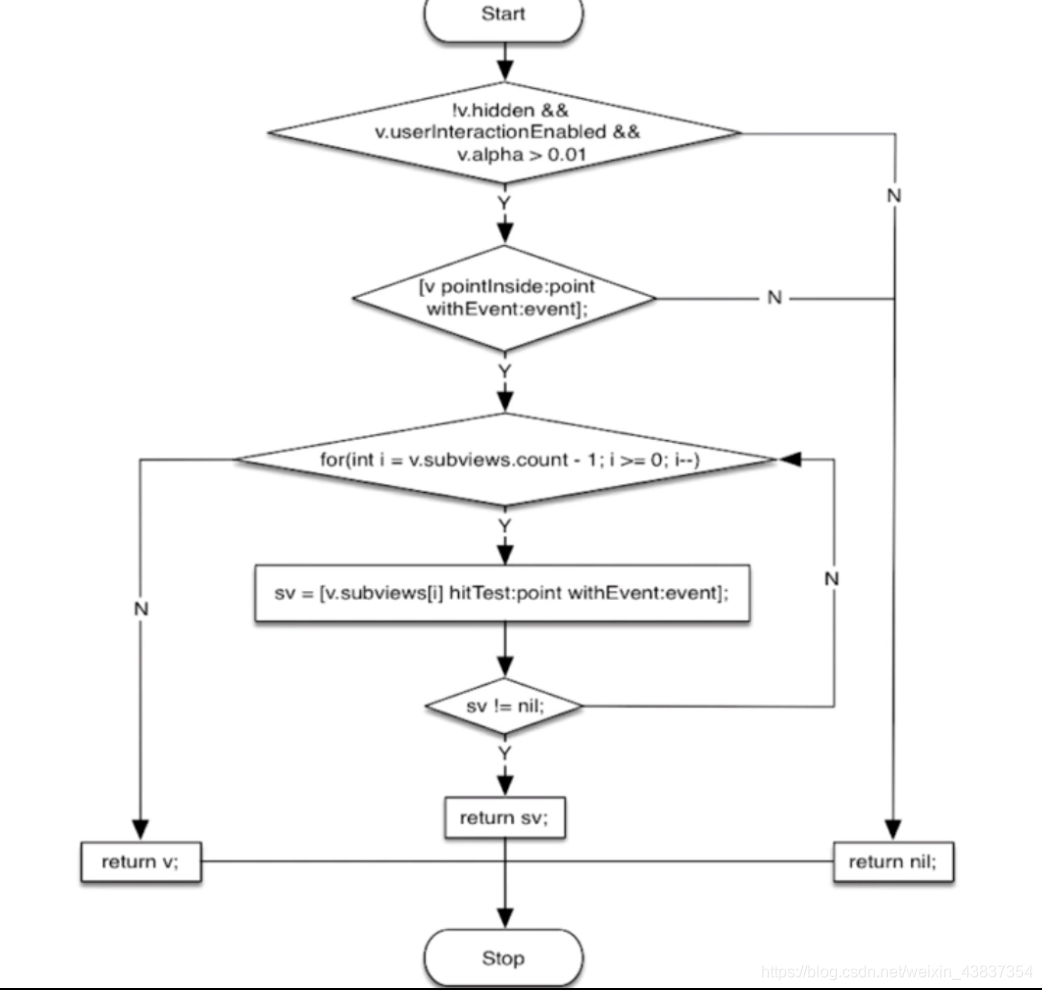 Start
!v.hidden &&
v.userInteractionEnabled &&
v.alpha > 0.01
N
Y
[v pointInside:point
withEvent:event];
N
Y
for(int i = v.subviews.count - 1; i >= 0; i--)
Y
N
sv = [v.subviews[i] hitTest:point withEvent:event];
N
sv != nil;
Y
return sv;
return v;
return nil;
Stop
https://blog.csdn.net/weixin_43837354